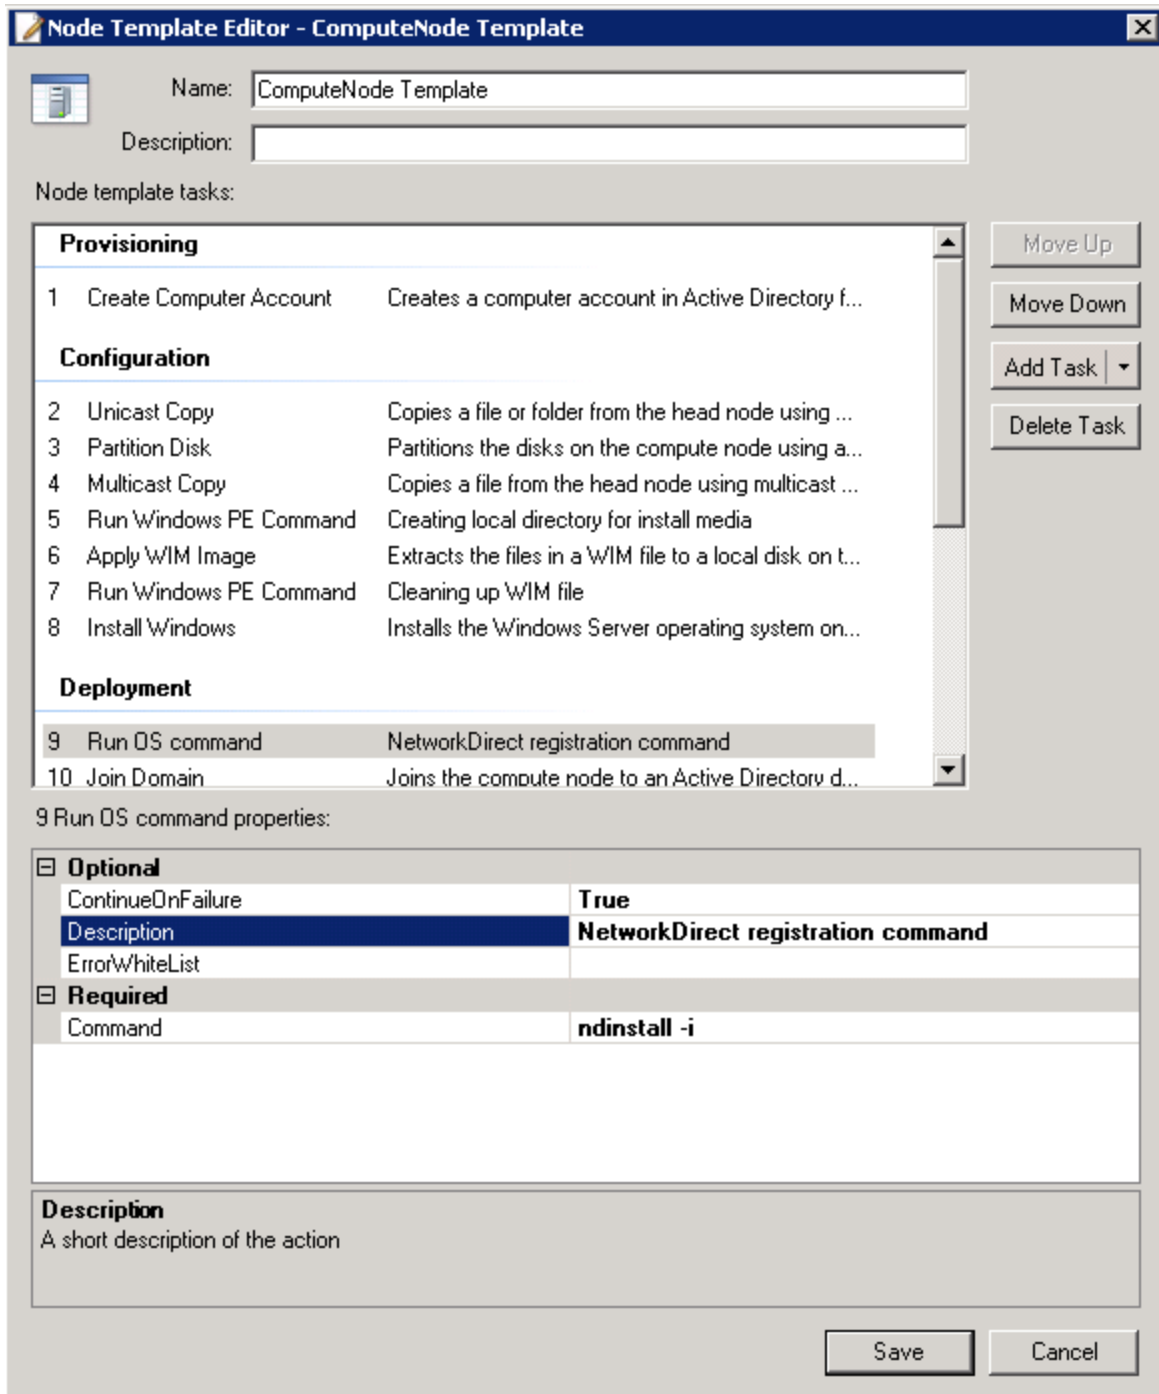 Node Template Editor - ComputeNode Template
Name: ComputeNode Template
Description:
Node template tasks:
Provisioning
1 Create Computer Account Creates a computer account in Active Directory f...
Configuration
2 Unicast Copy Copies a file or folder from the head node using ...
3 Partition Disk Partitions the disks on the compute node using a...
4 Multicast Copy Copies a file from the head node using multicast ...
5 Run Windows PE Command Creating local directory for install media
6 Apply WIM Image Extracts the files in a WIM file to a local disk on t...
7 Run Windows PE Command Cleaning up WIM file
8 Install Windows Installs the Windows Server operating system on...
Deployment
9 Run OS command NetworkDirect registration command
10 Join Domain Joins the compute node to an Active Directory d...
Move Up
Move Down
Add Task
Delete Task
9 Run OS command properties:
Optional
ContinueOnFailure True
Description NetworkDirect registration command
ErrorWhiteList
Required
Command ndinstall -i
Description
A short description of the action
Save Cancel